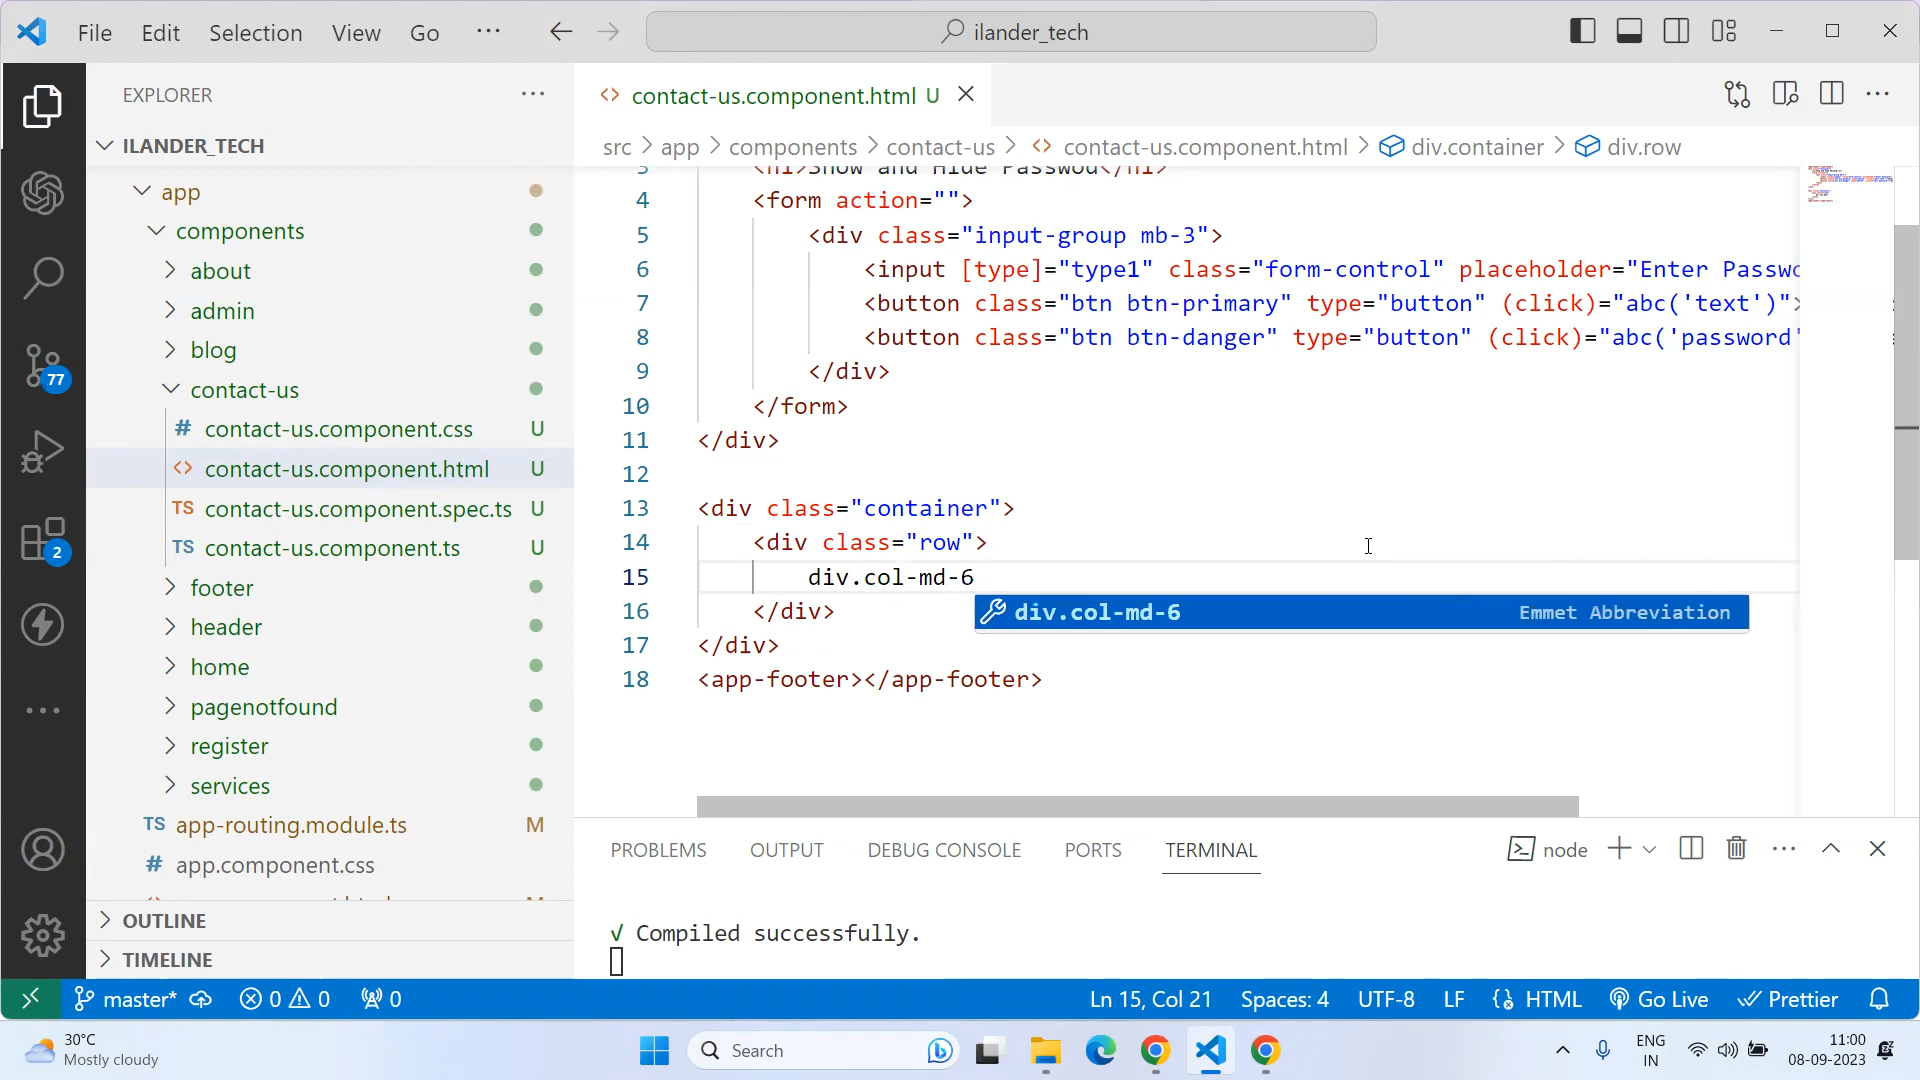 File Edit Selection View Go ··· ilander_tech
EXPLORER ···
contact-us.component.html U
ILANDER_TECH
src > app > components > contact-us > contact-us.component.html > div.container > div.row
app
components
about
admin
blog
contact-us
contact-us.component.css U
contact-us.component.html U
contact-us.component.spec.ts U
contact-us.component.ts U
footer
header
home
pagenotfound
register
services
app-routing.module.ts M
app.component.css
OUTLINE
TIMELINE
77
2
3 <h1>Show and Hide Passwod</h1>
4 <form action="">
5 <div class="input-group mb-3">
6 <input [type]="type1" class="form-control" placeholder="Enter Passwo
7 <button class="btn btn-primary" type="button" (click)="abc('text')">
8 <button class="btn btn-danger" type="button" (click)="abc('password'
9 </div>
10 </form>
11 </div>
12
13 <div class="container">
14 <div class="row">
15 div.col-md-6
div.col-md-6 Emmet Abbreviation
16 </div>
17 </div>
18 <app-footer></app-footer>
PROBLEMS OUTPUT DEBUG CONSOLE PORTS TERMINAL node
√ Compiled successfully.
master* 0 0 0 Ln 15, Col 21 Spaces: 4 UTF-8 LF HTML Go Live Prettier
30°C
Mostly cloudy
Search
ENG
IN
11:00
08-09-2023